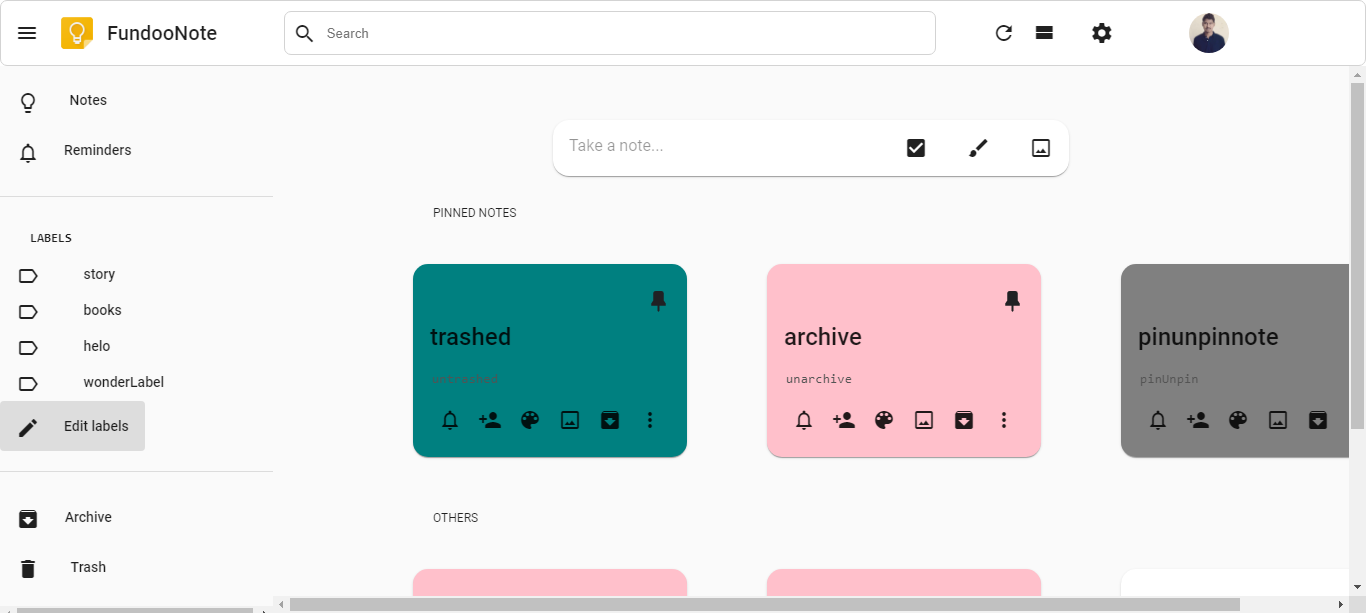 FundooNote
Search
Notes
Reminders
LABELS
story
books
helo
wonderLabel
Edit labels
Archive
Trash
Take a note...
PINNED NOTES
trashed
untrashed
archive
unarchive
pinunpinnote
pinUnpin
OTHERS